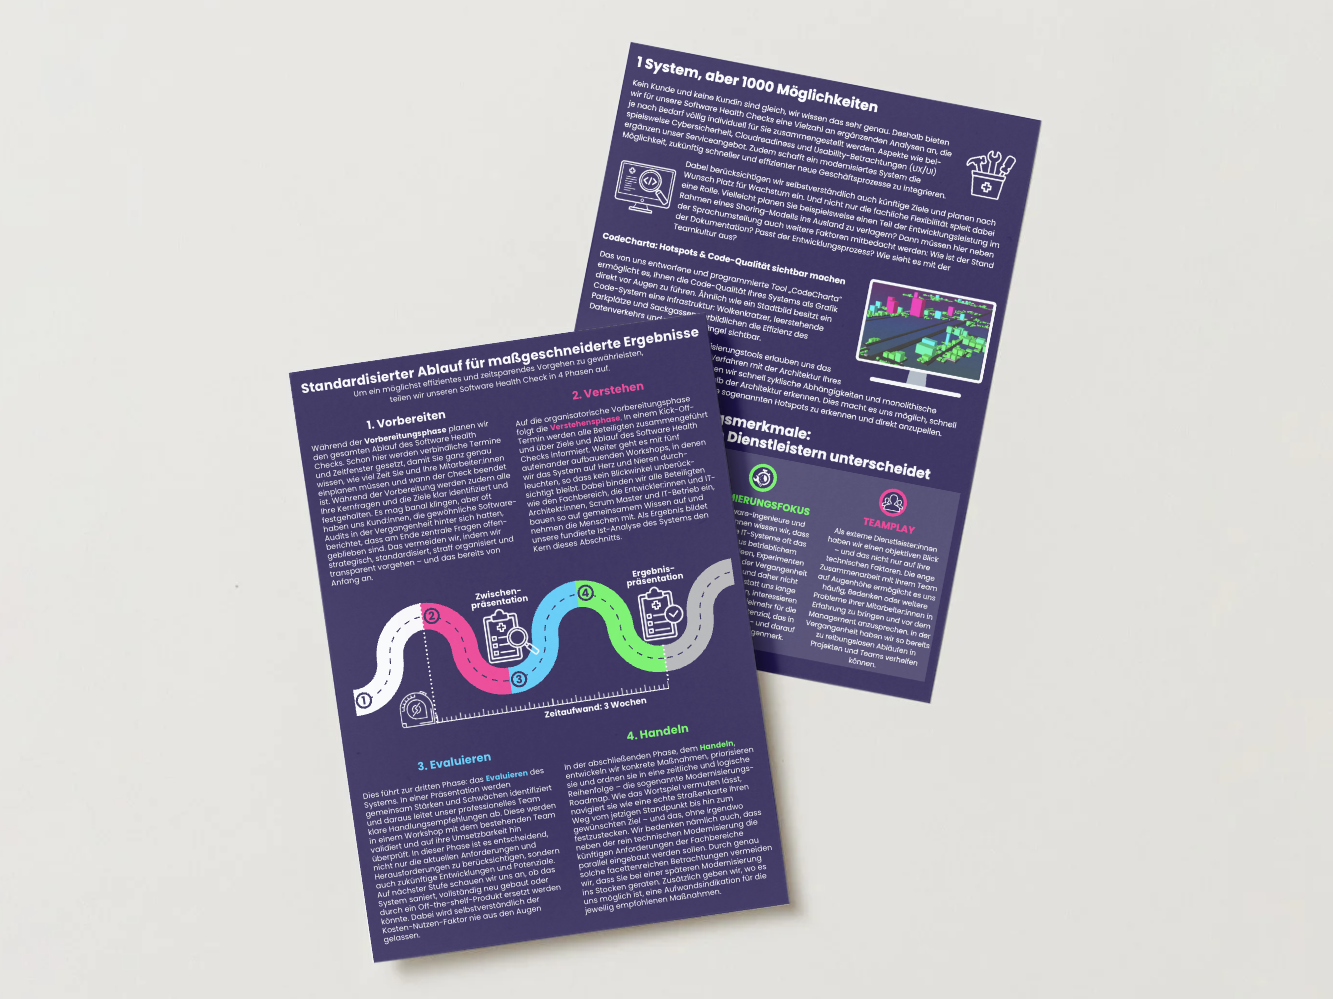 1 System, aber 1000 Möglichkeiten
Kein Kunde und keine Kundin sind gleich, wir wissen das sehr genau. Deshalb bieten
wir für unsere Software Health Checks eine Vielzahl an ergänzenden Analysen an, die
je nach Bedarf völlig individuell für Sie zusammengestellt werden. Aspekte wie bei-
spielsweise Cybersicherheit, Cloudreadiness und Usability-Betrachtungen (UX/UI)
ergänzen unser Serviceangebot. Zudem schafft ein modernisiertes System die
Möglichkeit, zukünftig schneller und effizienter neue Geschäftsprozesse zu integrieren.
Dabei berücksichtigen wir selbstverständlich auch künftige Ziele und planen nach
Wunsch Platz für Wachstum ein. Und nicht nur die fachliche Flexibilität spielt dabei
eine Rolle. Vielleicht planen Sie beispielsweise einen Teil der Entwicklungsleistung im
Rahmen eines Shoring-Modells ins Ausland zu verlagern? Dann müssen hier neben
der Sprachumstellung auch weitere Faktoren mitbedacht werden: Wie ist der Stand
der Dokumentation? Passt der Entwicklungsprozess? Wie sieht es mit der
Teamkultur aus?
CodeCharta: Hotspots & Code-Qualität sichtbar machen
Das von uns entworfene und programmierte Tool „CodeCharta“
ermöglicht es, Ihnen die Code-Qualität Ihres Systems als Grafik
direkt vor Augen zu führen. Ähnlich wie ein Stadtbild besitzt ein
Code-System eine Infrastruktur: Wolkenkratzer, leerstehende
Parkplätze und Sackgassen rbildlichen die Effizienz des
Datenverkehrs und ngel sichtbar.
isierungstools erlauben uns das
Verfahren mit der Architektur Ihres
en wir schnell zyklische Abhängigkeiten und monolithische
lb der Architektur erkennen. Dies macht es uns möglich, schnell
sogenannten Hotspots zu erkennen und direkt anzupellen.
gsmerkmale:
Dienstleistern unterscheidet
MIERUNGSFOKUS
ware-Ingenieure und
nnen wissen wir, dass
IT-Systeme oft das
us betrieblichem
een, Experimenten
der Vergangenheit
und daher nicht
statt uns lange
n, interessieren
elmehr für die
tenzial, das in
– und darauf
genmerk.
TEAMPLAY
Als externe Dienstleister:innen
haben wir einen objektiven Blick
– und das nicht nur auf Ihre
technischen Faktoren. Die enge
Zusammenarbeit mit Ihrem Team
auf Augenhöhe ermöglicht es uns
häufig, Bedenken oder weitere
Probleme Ihrer Mitarbeiter:innen in
Erfahrung zu bringen und vor dem
Management anzusprechen. In der
Vergangenheit haben wir so bereits
zu reibungslosen Abläufen in
Projekten und Teams verhelfen
können.
Standardisierter Ablauf für maßgeschneiderte Ergebnisse
Um ein möglichst effizientes und zeitsparendes Vorgehen zu gewährleisten,
teilen wir unseren Software Health Check in 4 Phasen auf.
1. Vorbereiten
Während der Vorbereitungsphase planen wir
den gesamten Ablauf des Software Health
Checks. Schon hier werden verbindliche Termine
und Zeitfenster gesetzt, damit Sie ganz genau
wissen, wie viel Zeit Sie und Ihre Mitarbeiter:innen
einplanen müssen und wann der Check beendet
ist. Während der Vorbereitung werden zudem alle
Ihre Kernfragen und die Ziele klar identifiziert und
festgehalten. Es mag banal klingen, aber oft
haben uns Kund:innen, die gewöhnliche Software-
Audits in der Vergangenheit hinter sich hatten,
berichtet, dass am Ende zentrale Fragen offen-
geblieben sind. Das vermeiden wir, indem wir
strategisch, standardisiert, straff organisiert und
transparent vorgehen – und das bereits von
Anfang an.
2. Verstehen
Auf die organisatorische Vorbereitungsphase
folgt die Verstehensphase. In einem Kick-Off-
Termin werden alle Beteiligten zusammengeführt
und über Ziele und Ablauf des Software Health
Checks informiert. Weiter geht es mit fünf
aufeinander aufbauenden Workshops, in denen
wir das System auf Herz und Nieren durch-
leuchten, so dass kein Blickwinkel unberück-
sichtigt bleibt. Dabei binden wir alle Beteiligten
wie den Fachbereich, die Entwickler:innen und IT-
Architekt:innen, Scrum Master und IT-Betrieb ein,
bauen so auf gemeinsamem Wissen auf und
nehmen die Menschen mit. Als Ergebnis bildet
unsere fundierte Ist-Analyse des Systems den
Kern dieses Abschnitts.
Zwischen-
präsentation
Ergebnis-
präsentation
1
2
3
4
Zeitaufwand: 3 Wochen
3. Evaluieren
Dies führt zur dritten Phase: das Evaluieren des
Systems. In einer Präsentation werden
gemeinsam Stärken und Schwächen identifiziert
und daraus leitet unser professionelles Team
klare Handlungsempfehlungen ab. Diese werden
in einem Workshop mit dem bestehenden Team
validiert und auf ihre Umsetzbarkeit hin
überprüft. In dieser Phase ist es entscheidend,
nicht nur die aktuellen Anforderungen und
Herausforderungen zu berücksichtigen, sondern
auch zukünftige Entwicklungen und Potenziale.
Auf nächster Stufe schauen wir uns an, ob das
System saniert, vollständig neu gebaut oder
durch ein Off-the-shelf-Produkt ersetzt werden
könnte. Dabei wird selbstverständlich der
Kosten-Nutzen-Faktor nie aus den Augen
gelassen.
4. Handeln
In der abschließenden Phase, dem Handeln,
entwickeln wir konkrete Maßnahmen, priorisieren
sie und ordnen sie in eine zeitliche und logische
Reihenfolge – die sogenannte Modernisierungs-
Roadmap. Wie das Wortspiel vermuten lässt,
navigiert sie wie eine echte Straßenkarte Ihren
Weg vom jetzigen Standpunkt bis hin zum
gewünschten Ziel – und das, ohne irgendwo
festzustecken. Wir bedenken nämlich auch, dass
neben der rein technischen Modernisierung die
künftigen Anforderungen der Fachbereiche
parallel eingebaut werden sollen. Durch genau
solche facettenreichen Betrachtungen vermeiden
wir, dass Sie bei einer späteren Modernisierung
ins Stocken geraten. Zusätzlich geben wir, wo es
uns möglich ist, eine Aufwandsindikation für die
jeweilig empfohlenen Maßnahmen.